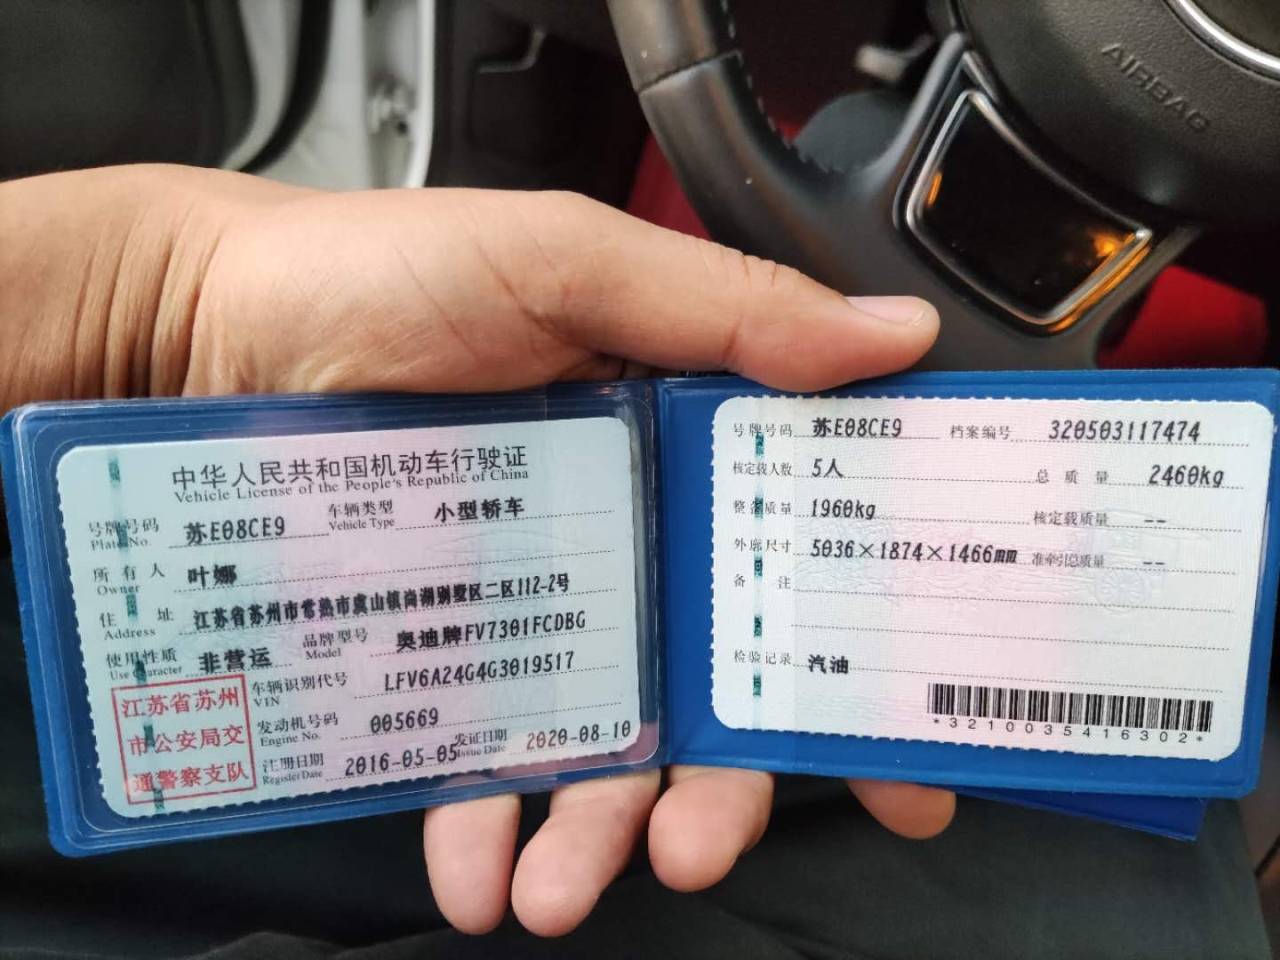 AIRBAG
中华人民共和国机动车行驶证
Vehicle License of the People's Republic of China
号牌号码 苏E08CE9 车辆类型 小型轿车
Plate No. Vehicle Type
所有人 叶娜
Owner
住址 江苏省苏州市常熟市虞山镇尚湖别墅区二区112-2号
Address
使用性质 非营运 品牌型号 奥迪牌FV7301FCDBG
Use Character Model
车辆识别代号 LFV6A24G4G3019517
VIN
发动机号码 005669
Engine No.
注册日期 2016-05-05 发证日期 2020-08-10
Register Date Issue Date
江苏省苏州
市公安局交
通警察支队
号牌号码 苏E08CE9 档案编号 320503117474
核定载人数 5人 总质量 2460kg
整备质量 1960kg 核定载质量 --
外廓尺寸 5036×1874×1466mm 准牵引总质量 --
备注
检验记录 汽油
*3210035416302*